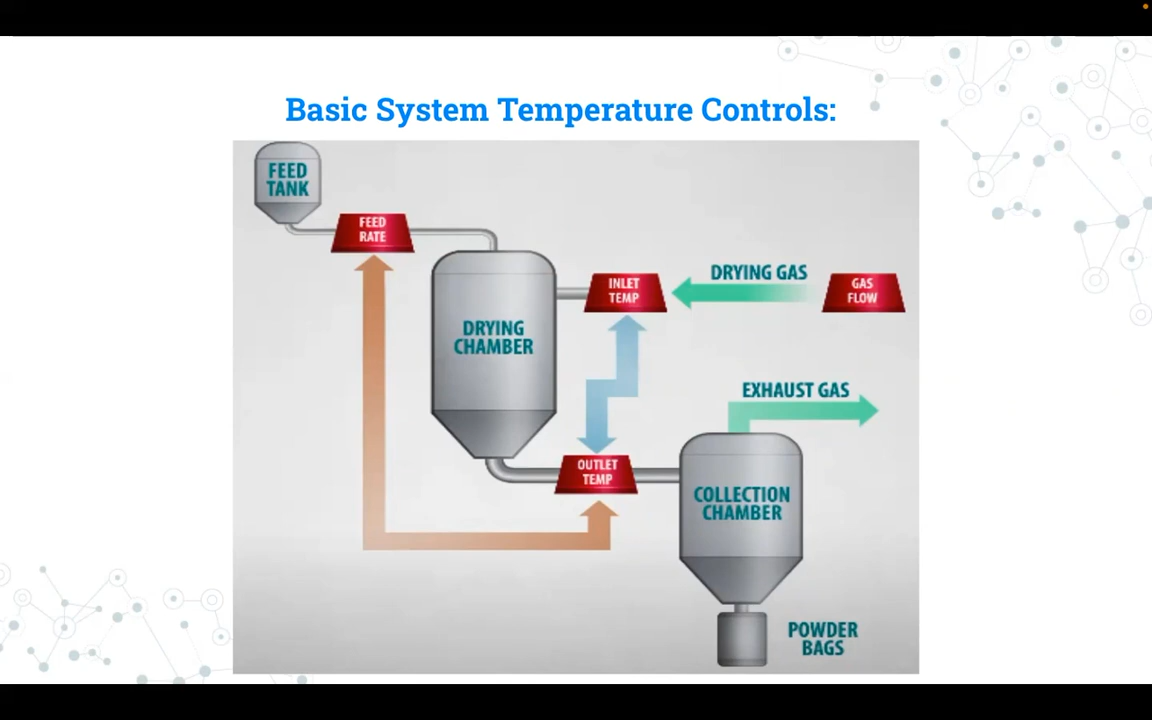 Basic System Temperature Controls:
FEED
TANK
FEED
RATE
DRYING GAS
INLET
TEMP
GAS
FLOW
DRYING
CHAMBER
EXHAUST GAS
OUTLET
TEMP
COLLECTION
CHAMBER
POWDER
BAGS